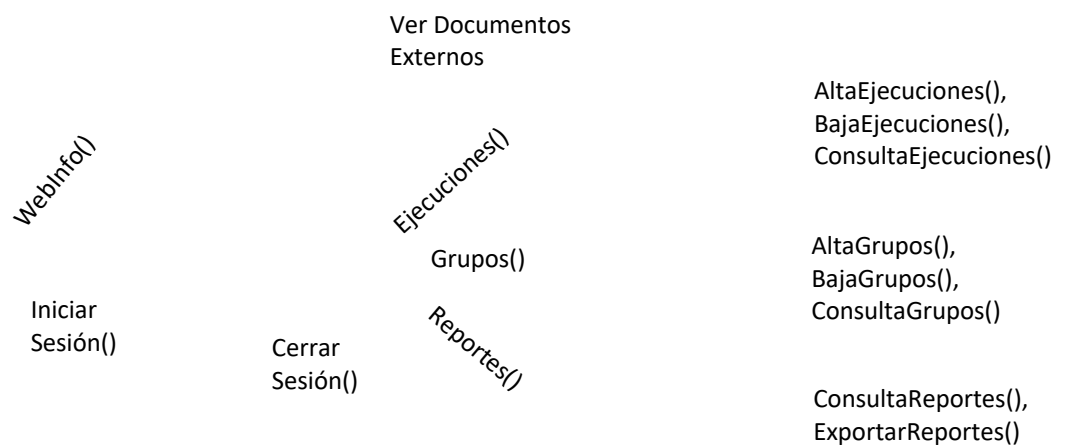 Ver Documentos
Externos
AltaEjecuciones(),
BajaEjecuciones(),
ConsultaEjecuciones()
WebInfo()
Ejecuciones()
Grupos()
AltaGrupos(),
BajaGrupos(),
ConsultaGrupos()
Iniciar
Sesión()
Cerrar
Sesión()
Reportes()
ConsultaReportes(),
ExportarReportes()